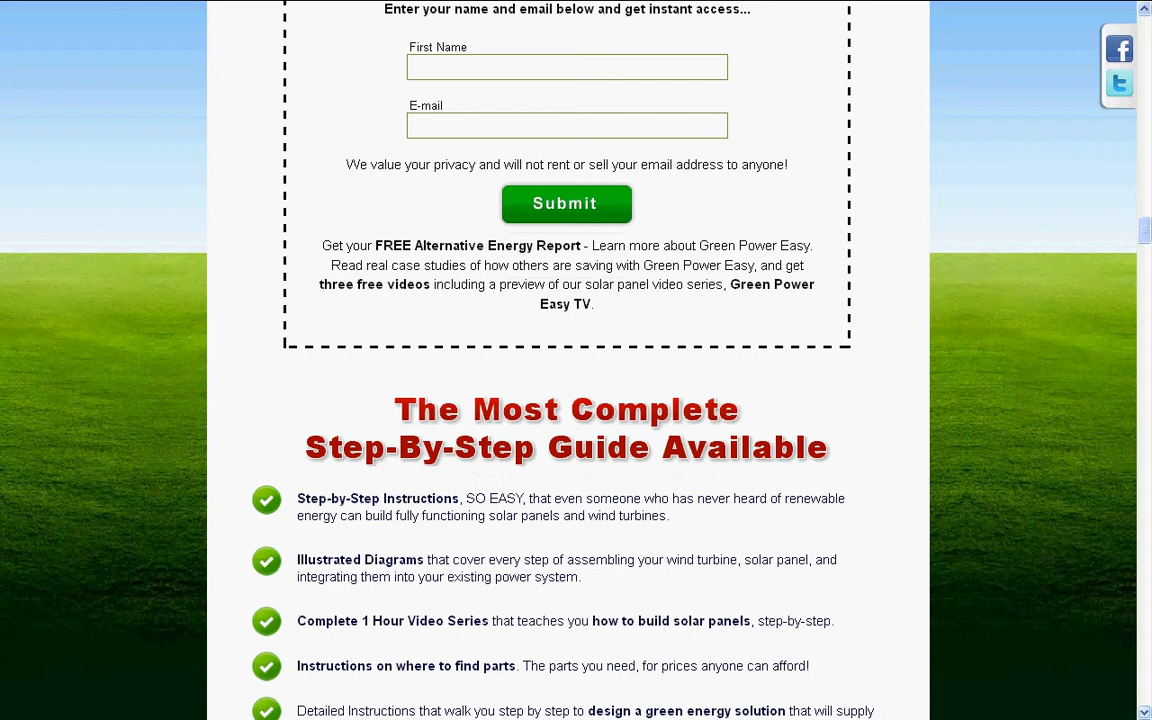 Enter your name and email below and get instant access...
First Name
E-mail
We value your privacy and will not rent or sell your email address to anyone!
Submit
Get your FREE Alternative Energy Report - Learn more about Green Power Easy.
Read real case studies of how others are saving with Green Power Easy, and get
three free videos including a preview of our solar panel video series, Green Power
Easy TV.
The Most Complete
Step-By-Step Guide Available
Step-by-Step Instructions, SO EASY, that even someone who has never heard of renewable
energy can build fully functioning solar panels and wind turbines.
Illustrated Diagrams that cover every step of assembling your wind turbine, solar panel, and
integrating them into your existing power system.
Complete 1 Hour Video Series that teaches you how to build solar panels, step-by-step.
Instructions on where to find parts. The parts you need, for prices anyone can afford!
Detailed Instructions that walk you step by step to design a green energy solution that will supply